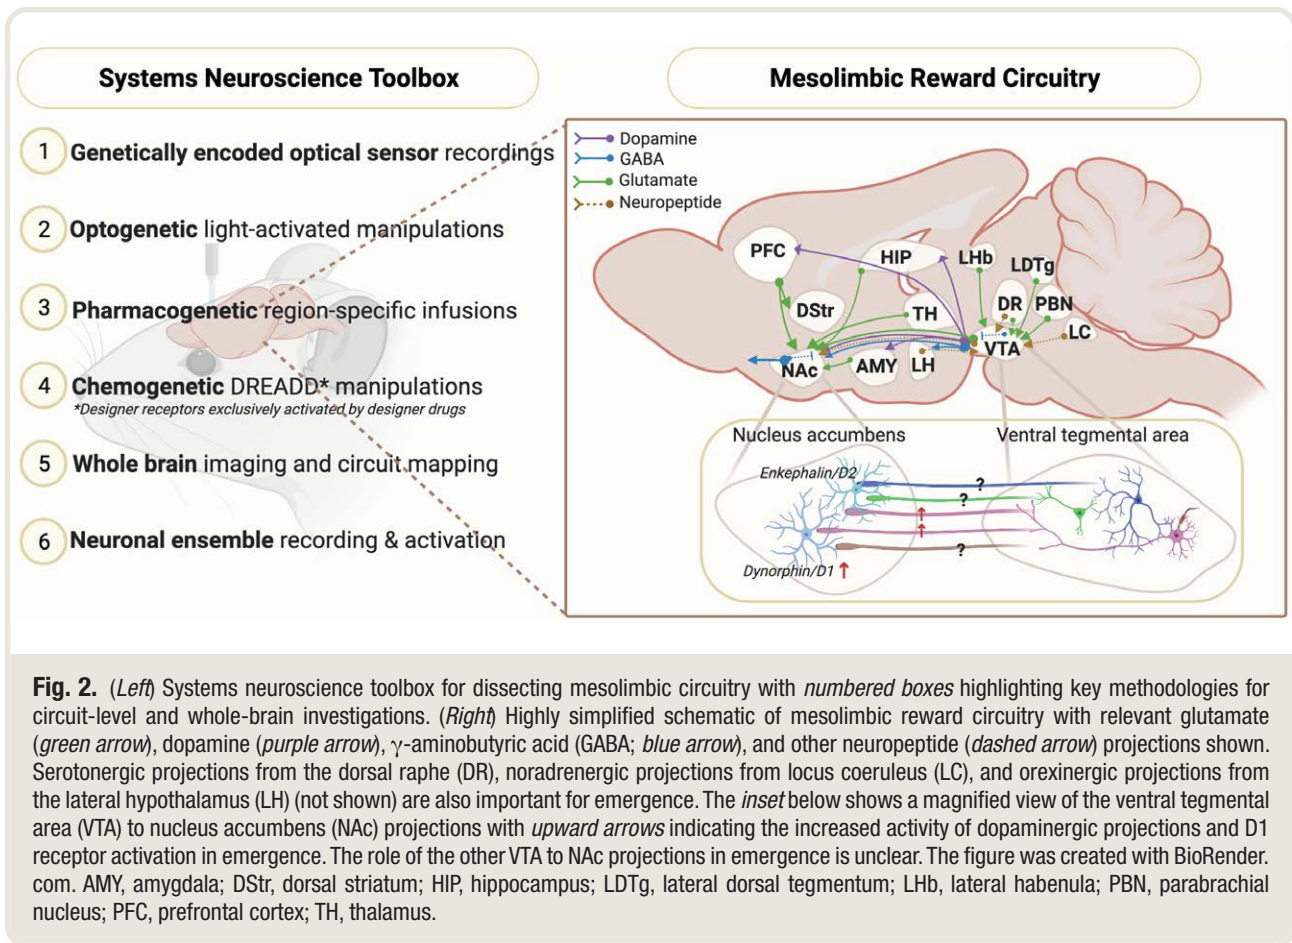 Systems Neuroscience Toolbox
1 Genetically encoded optical sensor recordings
2 Optogenetic light-activated manipulations
3 Pharmacogenetic region-specific infusions
4 Chemogenetic DREADD* manipulations
*Designer receptors exclusively activated by designer drugs
5 Whole brain imaging and circuit mapping
6 Neuronal ensemble recording & activation
Mesolimbic Reward Circuitry
Dopamine
GABA
Glutamate
Neuropeptide
PFC
HIP
LHb
LDTg
DStr
TH
DR
PBN
LC
VTA
NAc
AMY
LH
Nucleus accumbens
Ventral tegmental area
Enkephalin/D2
?
?
?
Dynorphin/D1
Fig. 2. (Left) Systems neuroscience toolbox for dissecting mesolimbic circuitry with numbered boxes highlighting key methodologies for
circuit-level and whole-brain investigations. (Right) Highly simplified schematic of mesolimbic reward circuitry with relevant glutamate
(green arrow), dopamine (purple arrow), γ-aminobutyric acid (GABA; blue arrow), and other neuropeptide (dashed arrow) projections shown.
Serotonergic projections from the dorsal raphe (DR), noradrenergic projections from locus coeruleus (LC), and orexinergic projections from
the lateral hypothalamus (LH) (not shown) are also important for emergence. The inset below shows a magnified view of the ventral tegmental
area (VTA) to nucleus accumbens (NAc) projections with upward arrows indicating the increased activity of dopaminergic projections and D1
receptor activation in emergence. The role of the other VTA to NAc projections in emergence is unclear. The figure was created with BioRender.
com. AMY, amygdala; DStr, dorsal striatum; HIP, hippocampus; LDTg, lateral dorsal tegmentum; LHb, lateral habenula; PBN, parabrachial
nucleus; PFC, prefrontal cortex; TH, thalamus.